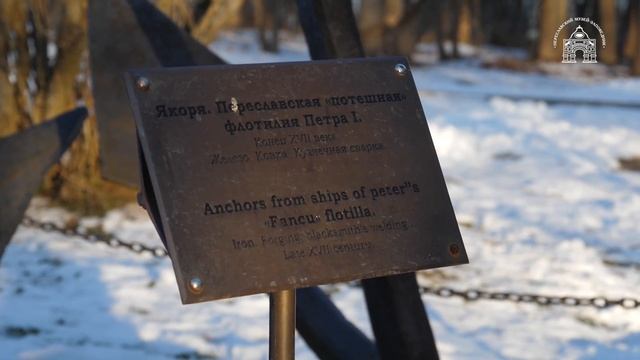 Якоря. Переславская «потешная»
флотилия Петра I.
Конец XVII века
Железо. Ковка. Кузнечная сварка.
Anchors from ships of peter"s
"Fancu" flotilla.
Iron. Forging, blacksmith's welding.
Late XVII century.